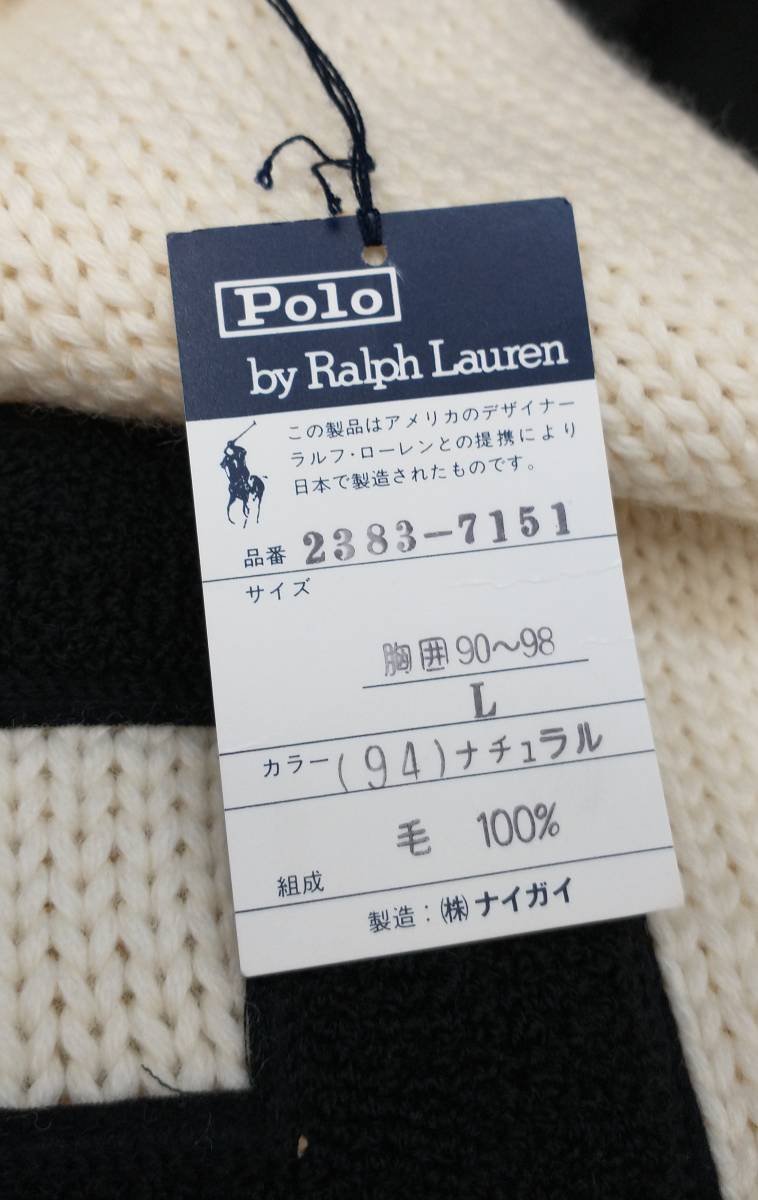 Polo
by Ralph Lauren
この製品はアメリカのデザイナー
ラルフ・ローレンとの提携により
日本で製造されたものです。
品番 2383-7151
サイズ
胸囲90〜98
L
カラー (94)ナチュラル
毛 100%
組成
製造:㈱ナイガイ